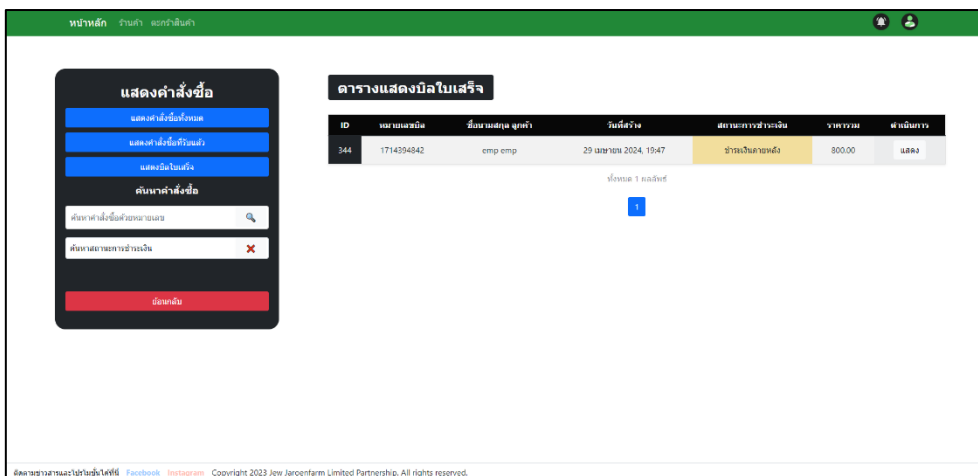 หน้าหลัก ร้านค้า ตะกร้าสินค้า
แสดงคำสั่งซื้อ
แสดงคำสั่งซื้อทั้งหมด
แสดงคำสั่งซื้อที่รับแล้ว
แสดงบิลใบเสร็จ
ค้นหาคำสั่งซื้อ
ค้นหาคำสั่งซื้อด้วยหมายเลข
ค้นหาสถานะการชำระเงิน
ย้อนกลับ
ตารางแสดงบิลใบเสร็จ
ID หมายเลขบิล ชื่อนามสกุล ลูกค้า วันที่สร้าง สถานะการชำระเงิน ราคารวม ดำเนินการ
344 1714394842 emp emp 29 เมษายน 2024, 19:47 ชำระเงินภายหลัง 800.00 แสดง
ทั้งหมด 1 ผลลัพธ์
1
ติดตามข่าวสารและโปรโมชั่นได้ที่นี่ Facebook Instagram Copyright 2023 Jew Jaroenfarm Limited Partnership. All rights reserved.